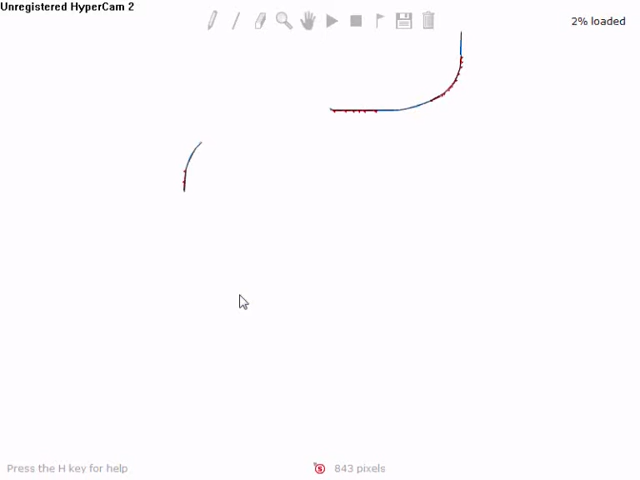 Unregistered HyperCam 2
2% loaded
Press the H key for help
843 pixels